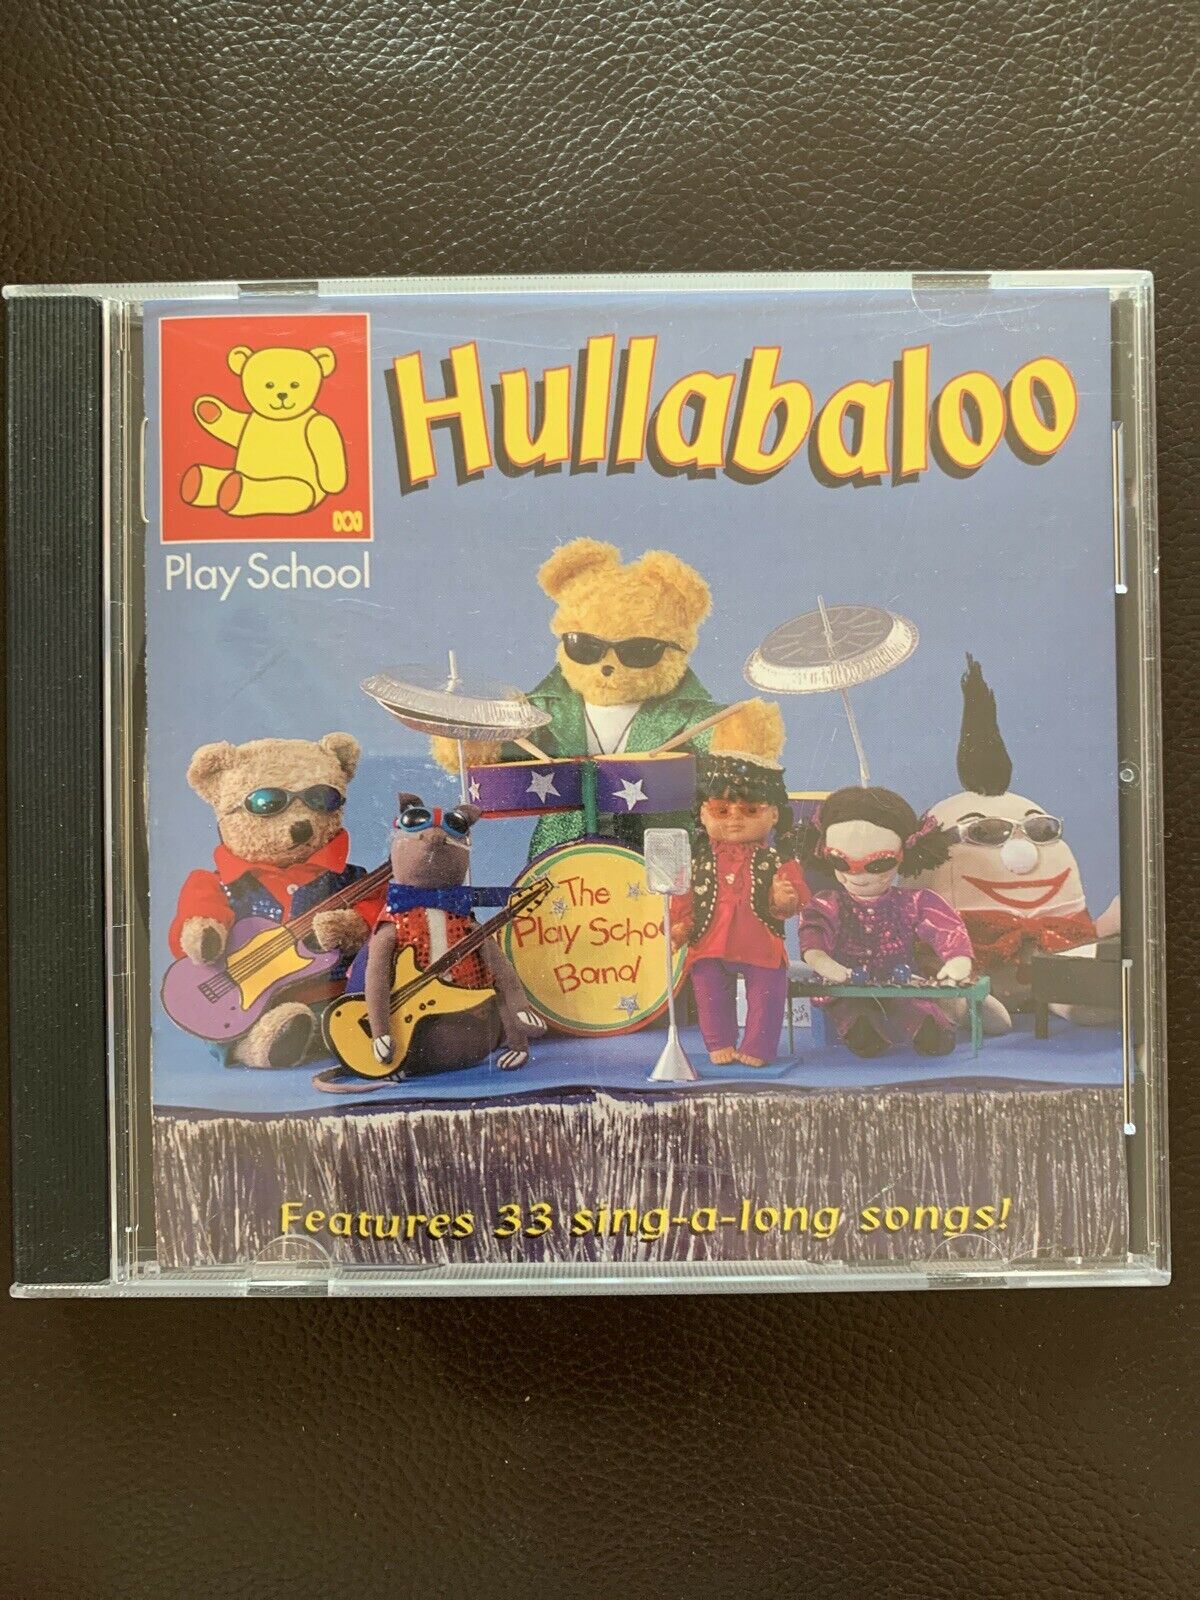 Hullabaloo
Play School
The
Play Schoo
Band
Features 33 sing-a-long songs!